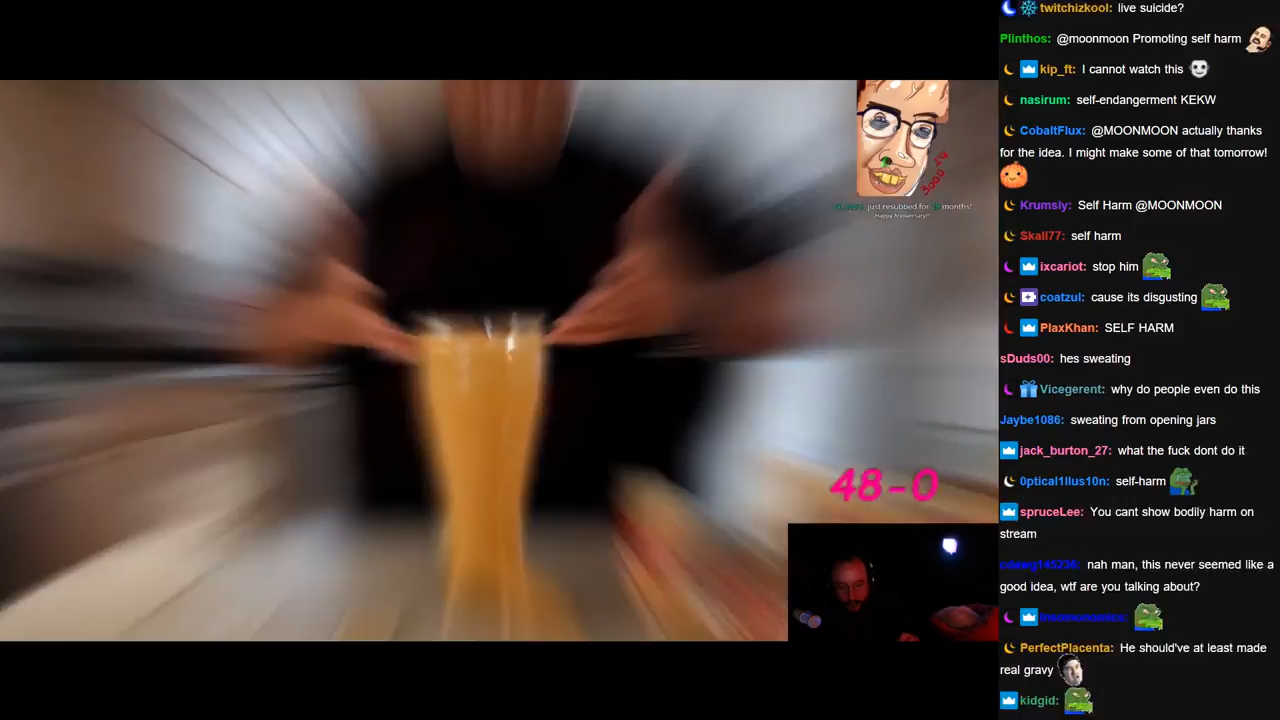 just resubbed for months!
Happy Anniversary!!
48-0
twitchizkool: live suicide?
Plinthos: @moonmoon Promoting self harm
kip_ft: I cannot watch this
nasirum: self-endangerment KEKW
CobaltFlux: @MOONMOON actually thanks
for the idea. I might make some of that tomorrow!
Krumsly: Self Harm @MOONMOON
Skall77: self harm
ixcariot: stop him
coatzul: cause its disgusting
PlaxKhan: SELF HARM
sDuds00: hes sweating
Vicegerent: why do people even do this
Jaybe1086: sweating from opening jars
jack_burton_27: what the fuck dont do it
0ptical1llus10n: self-harm
spruceLee: You cant show bodily harm on
stream
cdawg145236: nah man, this never seemed like a
good idea, wtf are you talking about?
PerfectPlacenta: He should've at least made
real gravy
kidgid: